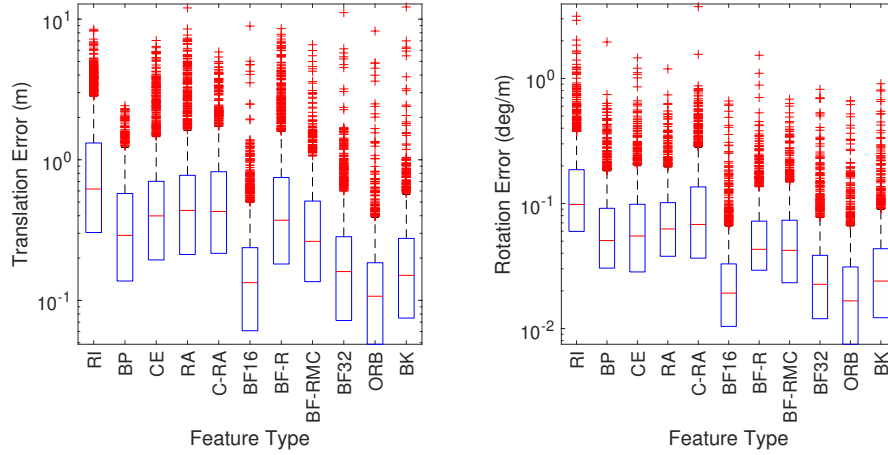 Translation Error (m)
10^1
10^0
10^-1
RI
BP
CE
RA
C-RA
BF16
BF-R
BF-RMC
BF32
ORB
BK
Feature Type
Rotation Error (deg/m)
10^0
10^-1
10^-2
RI
BP
CE
RA
C-RA
BF16
BF-R
BF-RMC
BF32
ORB
BK
Feature Type